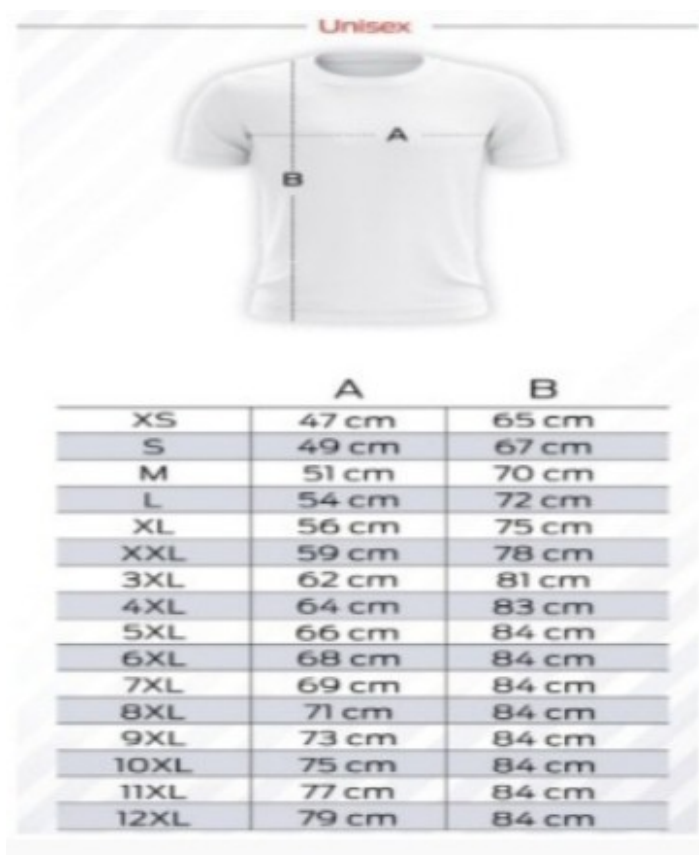 Unisex
A
B
A B
XS 47 cm 65 cm
S 49 cm 67 cm
M 51 cm 70 cm
L 54 cm 72 cm
XL 56 cm 75 cm
XXL 59 cm 78 cm
3XL 62 cm 81 cm
4XL 64 cm 83 cm
5XL 66 cm 84 cm
6XL 68 cm 84 cm
7XL 69 cm 84 cm
8XL 71 cm 84 cm
9XL 73 cm 84 cm
10XL 75 cm 84 cm
11XL 77 cm 84 cm
12XL 79 cm 84 cm